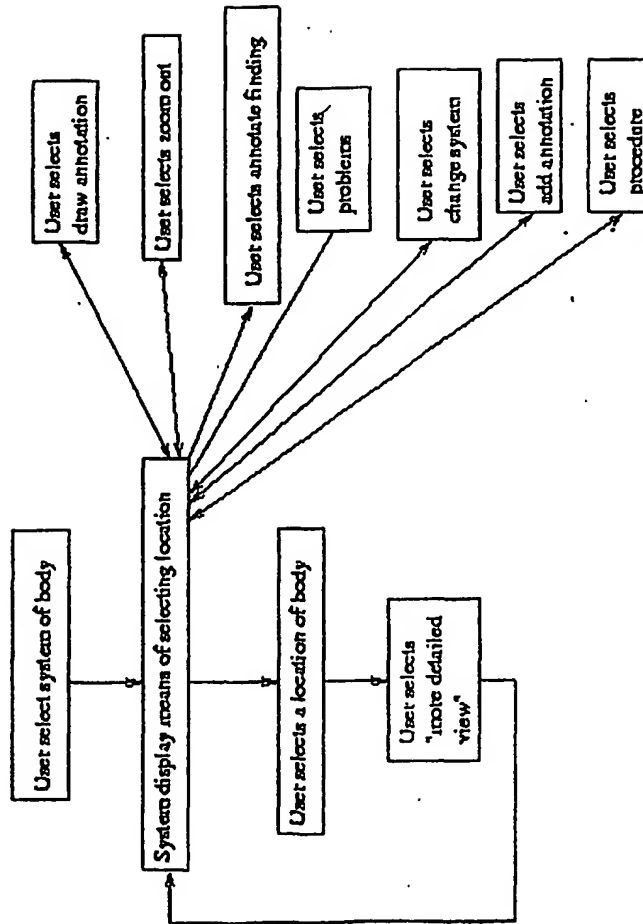 User select system of body
System display means of selecting location
User selects a location of body
User selects
"more detailed
view"
User selects
draw annotation
User selects zoom out
User selects annotate finding
User selects
problems
User selects
change system
User selects
add annotation
User selects
procedure